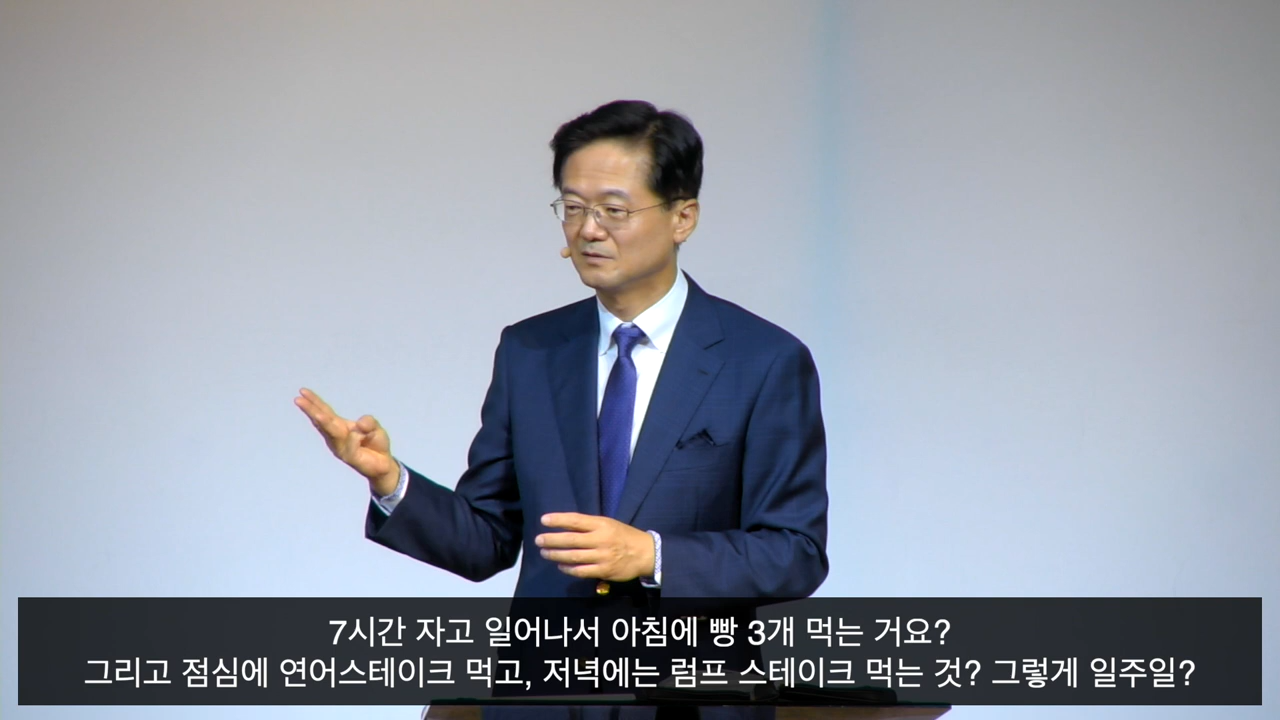 7시간 자고 일어나서 아침에 빵 3개 먹는 거요?
그리고 점심에 연어스테이크 먹고, 저녁에는 럼프 스테이크 먹는 것? 그렇게 일주일?